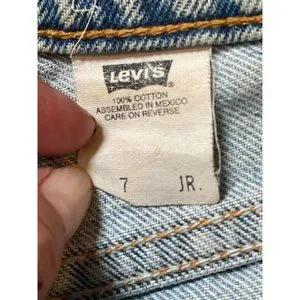 LEVI'S
100% COTTON
ASSEMBLED IN MEXICO
CARE ON REVERSE
7 JR.